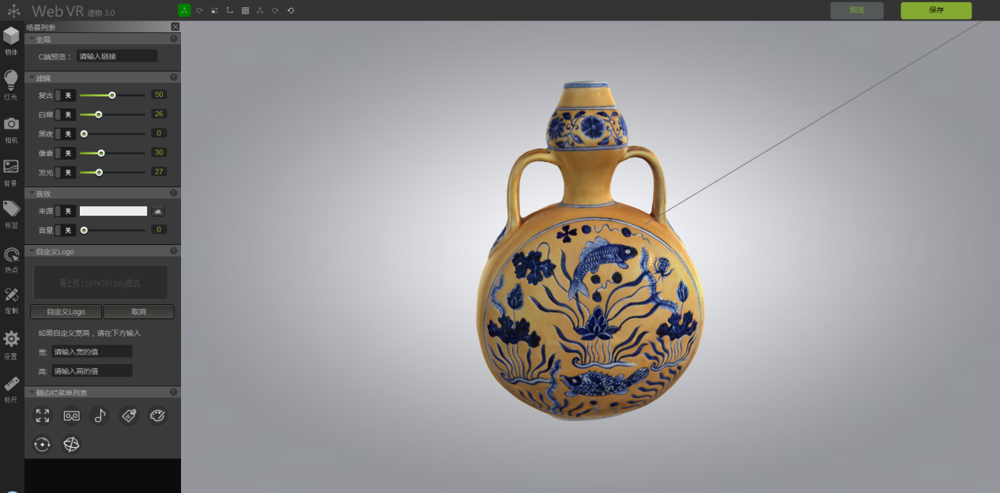 Web VR 造物 3.0
预览
保存
场景列表
物体
灯光
相机
背景
标签
热点
定制
设置
标尺
全局
C端预览：
请输入链接
滤镜
复古 关 50
白幕 关 26
黑夜 关 0
像素 关 30
发光 关 27
音效
来源 关
音量 关 0
自定义Logo
请上传(107*35)png格式
自定义Logo
取消
如需自定义宽高，请在下方输入
宽: 请输入宽的值
高: 请输入高的值
侧边栏菜单列表